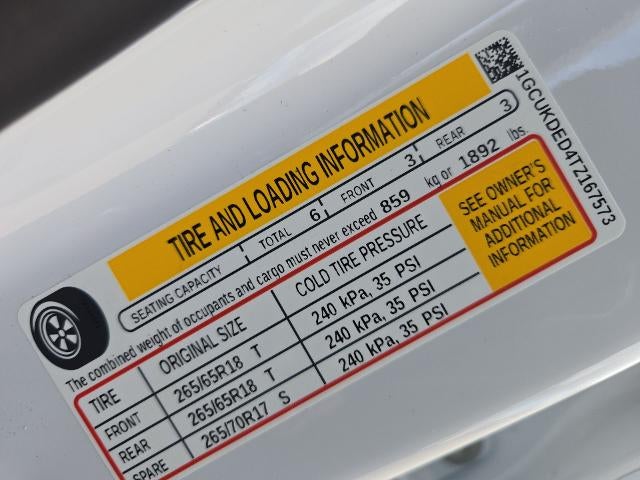 TIRE AND LOADING INFORMATION
1GCUKDED4TZ167573
SEATING CAPACITY TOTAL 6 FRONT 3 REAR 3
The combined weight of occupants and cargo must never exceed 859 kg or 1892 lbs.
TIRE ORIGINAL SIZE COLD TIRE PRESSURE
FRONT 265/65R18 T 240 kPa, 35 PSI
REAR 265/65R18 T 240 kPa, 35 PSI
SPARE 265/70R17 S 240 kPa, 35 PSI
SEE OWNER'S
MANUAL FOR
ADDITIONAL
INFORMATION